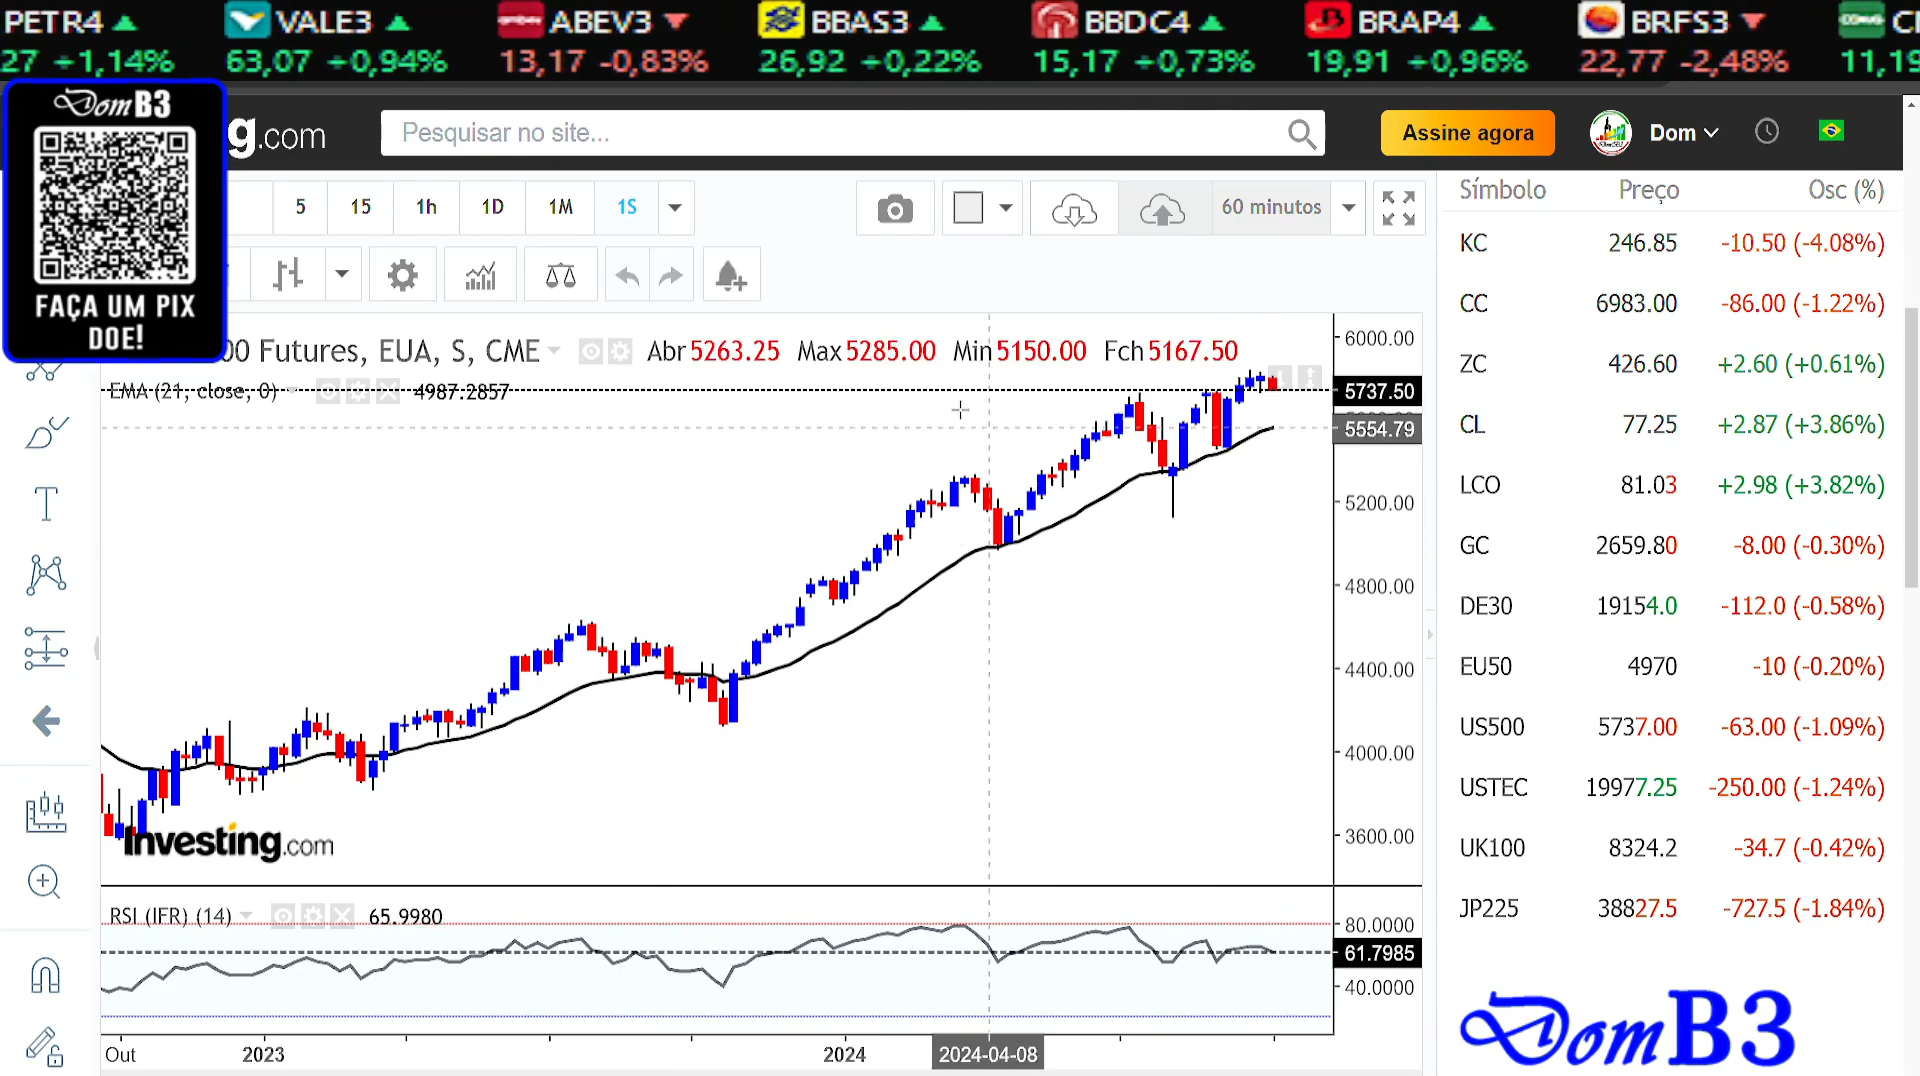 PETR4 VALE3 ABEV3 BBAS3 BBDC4 BRAP4 BRFS3
27 +1,14% 63,07 +0,94% 13,17 -0,83% 26,92 +0,22% 15,17 +0,73% 19,91 +0,96% 22,77 -2,48% 11,19
Dom B3
FAÇA UM PIX
DOE!
g.com
Pesquisar no site...
Assine agora
Dom
5 15 1h 1D 1M 1S
60 minutos
00 Futures, EUA, S, CME Abr 5263.25 Max 5285.00 Min 5150.00 Fch 5167.50
EMA (21, close, 0) 4987.2857
6000.00
5737.50
5554.79
5200.00
4800.00
4400.00
4000.00
3600.00
Investing.com
RSI (IFR) (14) 65.9980
80.0000
61.7985
40.0000
Out 2023 2024 2024-04-08
Símbolo Preço Osc (%)
KC 246.85 -10.50 (-4.08%)
CC 6983.00 -86.00 (-1.22%)
ZC 426.60 +2.60 (+0.61%)
CL 77.25 +2.87 (+3.86%)
LCO 81.03 +2.98 (+3.82%)
GC 2659.80 -8.00 (-0.30%)
DE30 19154.0 -112.0 (-0.58%)
EU50 4970 -10 (-0.20%)
US500 5737.00 -63.00 (-1.09%)
USTEC 19977.25 -250.00 (-1.24%)
UK100 8324.2 -34.7 (-0.42%)
JP225 38827.5 -727.5 (-1.84%)
DomB3